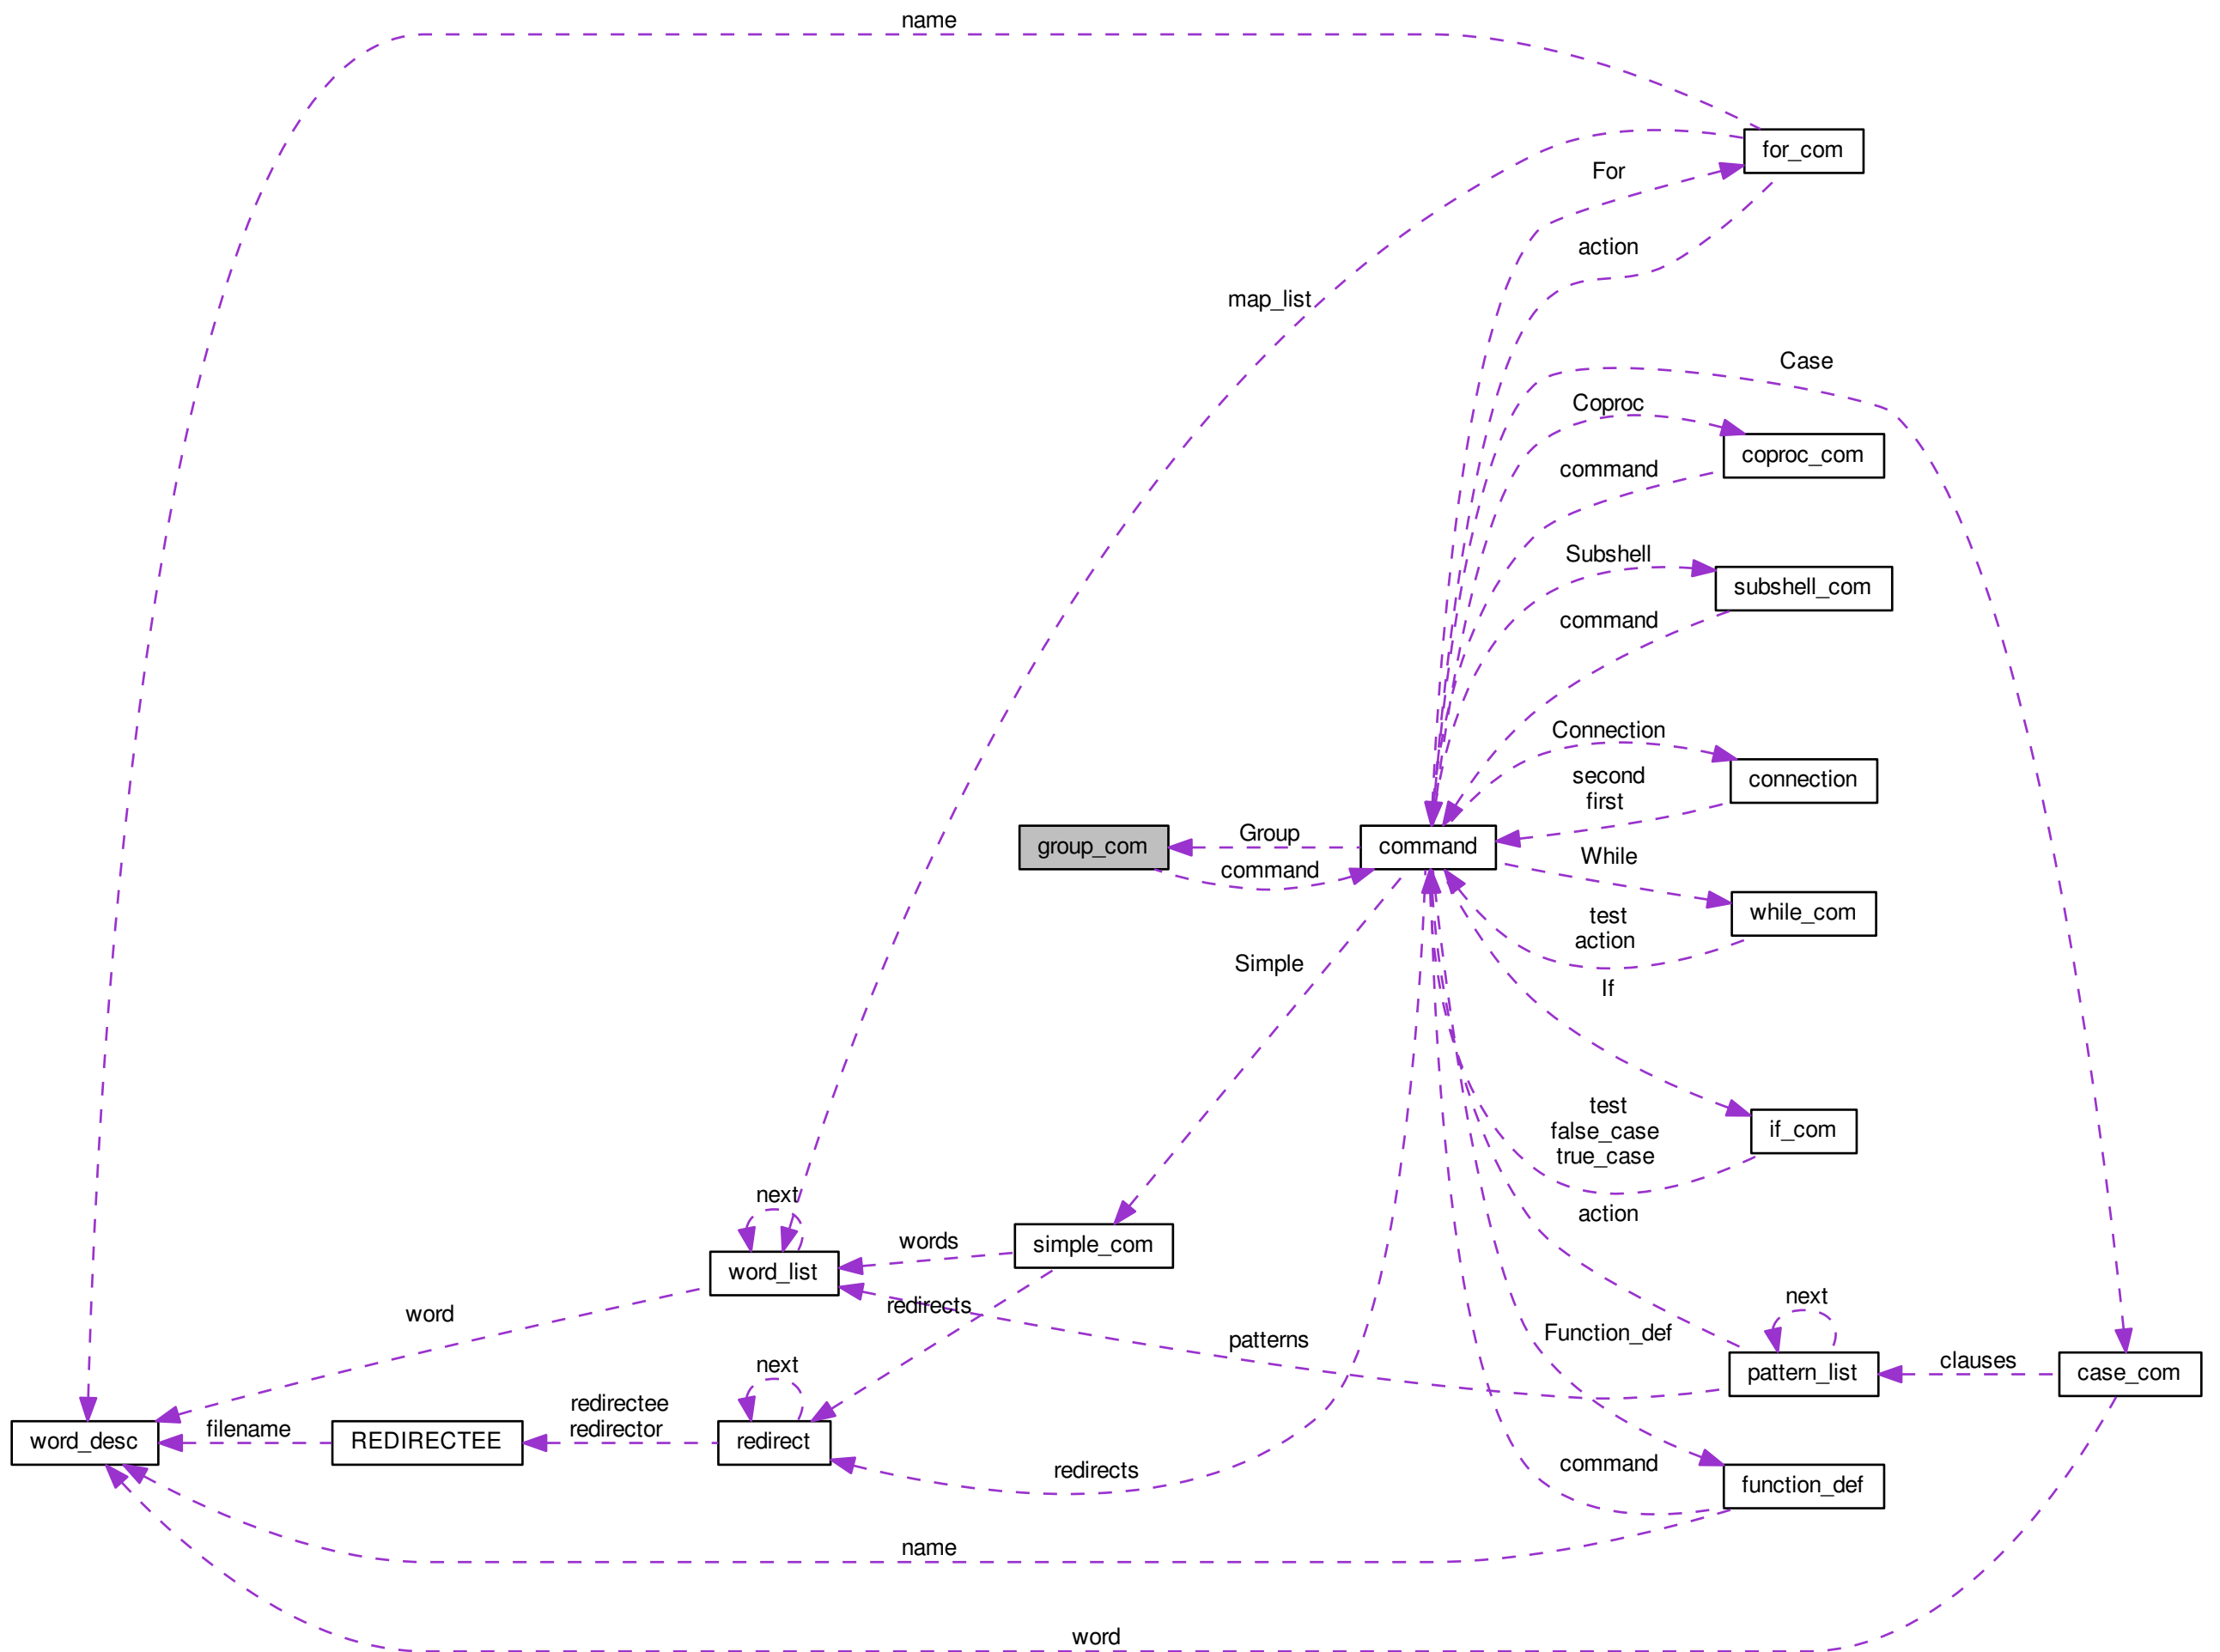 name
for_com
For
action
map_list
Case
Coproc
coproc_com
command
Subshell
subshell_com
command
Connection
connection
second
first
Group
group_com
command
command
While
while_com
test
action
Simple
If
test
false_case
true_case
if_com
next
action
words
simple_com
word_list
redirects
word
next
Function_def
patterns
pattern_list
clauses
case_com
next
redirectee
redirector
filename
word_desc
REDIRECTEE
redirect
redirects
command
function_def
name
word